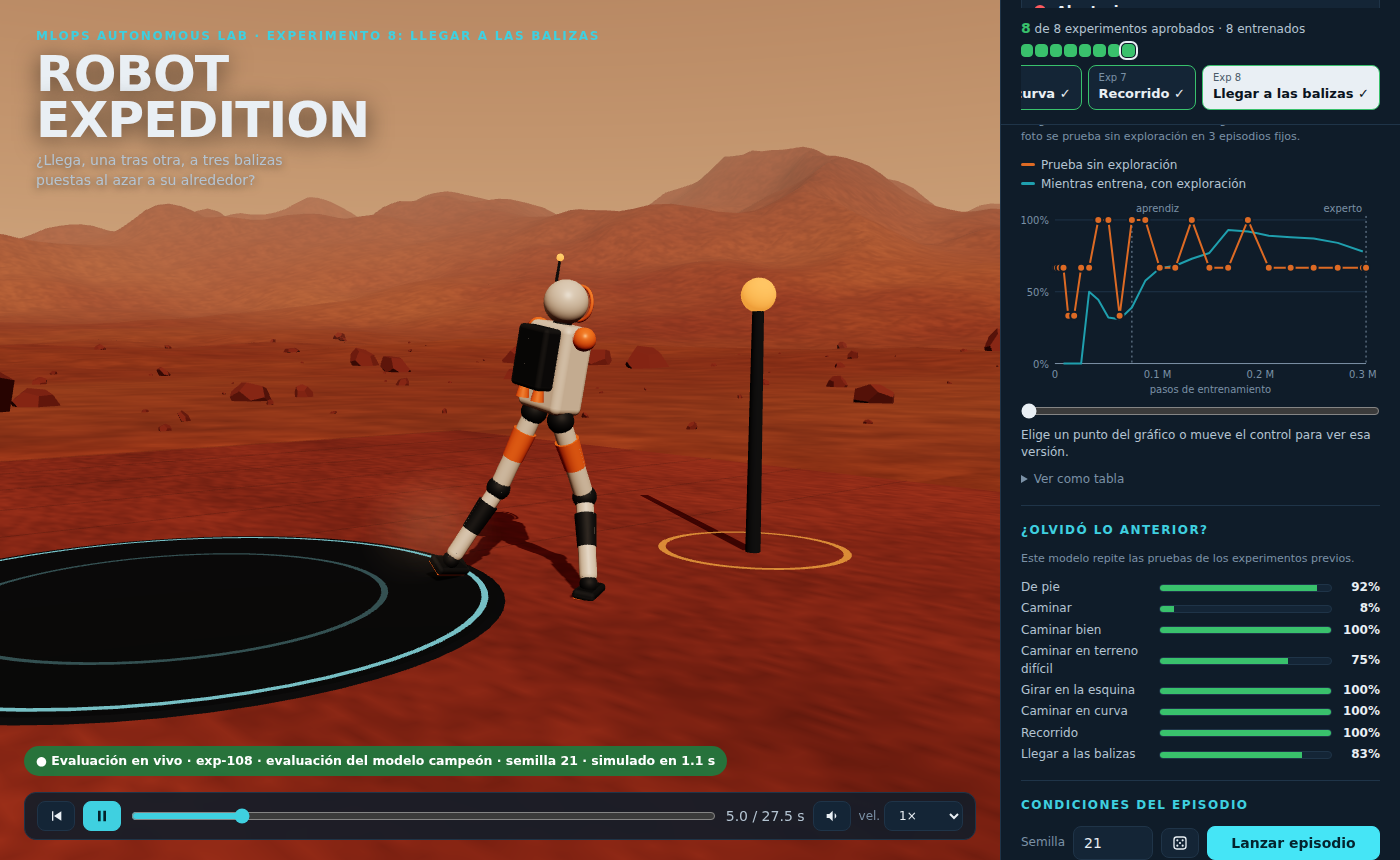 MLOPS AUTONOMOUS LAB · EXPERIMENTO 8: LLEGAR A LAS BALIZAS
ROBOT
EXPEDITION
¿Llega, una tras otra, a tres balizas
puestas al azar a su alrededor?
● Evaluación en vivo · exp-108 · evaluación del modelo campeón · semilla 21 · simulado en 1.1 s
5.0 / 27.5 s
vel.
1×
8 de 8 experimentos aprobados · 8 entrenados
urva ✓
Exp 7
Recorrido ✓
Exp 8
Llegar a las balizas ✓
foto se prueba sin exploración en 3 episodios fijos.
Prueba sin exploración
Mientras entrena, con exploración
aprendiz
experto
100%
50%
0%
0
0.1 M
0.2 M
0.3 M
pasos de entrenamiento
Elige un punto del gráfico o mueve el control para ver esa
versión.
Ver como tabla
¿OLVIDÓ LO ANTERIOR?
Este modelo repite las pruebas de los experimentos previos.
De pie 92%
Caminar 8%
Caminar bien 100%
Caminar en terreno
difícil 75%
Girar en la esquina 100%
Caminar en curva 100%
Recorrido 100%
Llegar a las balizas 83%
CONDICIONES DEL EPISODIO
Semilla
21
Lanzar episodio